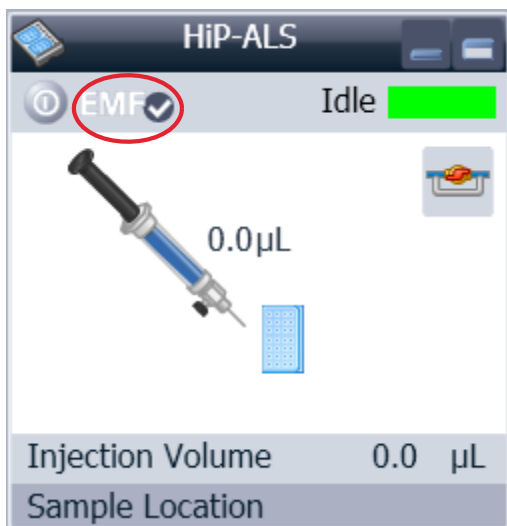 HiP-ALS
EMF Idle
0.0µL
Injection Volume 0.0 µL
Sample Location